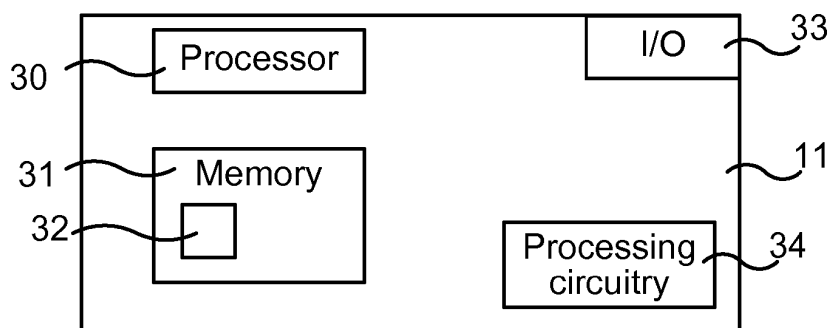 33
Processor
I/O
30
31
Memory
11
32
Processing
circuitry
34